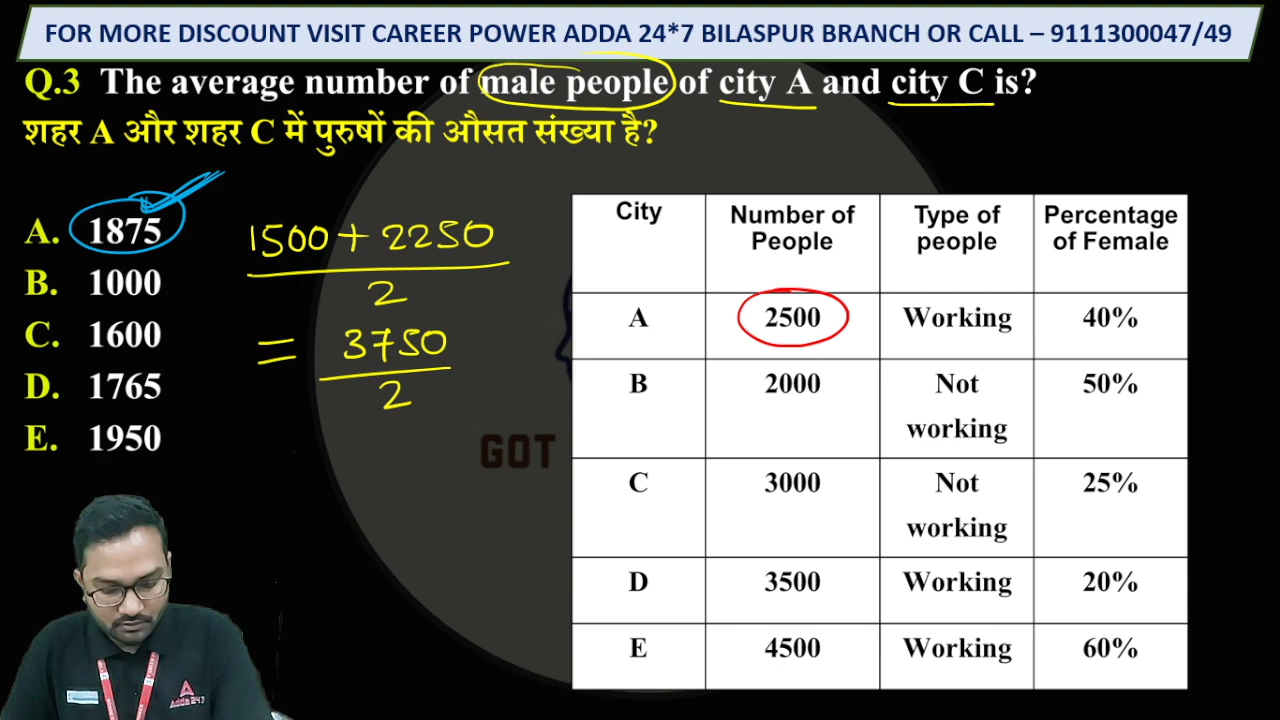 FOR MORE DISCOUNT VISIT CAREER POWER ADDA 24*7 BILASPUR BRANCH OR CALL – 9111300047/49
Q.3 The average number of male people of city A and city C is?
शहर A और शहर C में पुरुषों की औसत संख्या है?
A. 1875
B. 1000
C. 1600
D. 1765
E. 1950
1500 + 2250
2
= 3750
2
GOT
City Number of People Type of people Percentage of Female
A 2500 Working 40%
B 2000 Not working 50%
C 3000 Not working 25%
D 3500 Working 20%
E 4500 Working 60%
Adda247